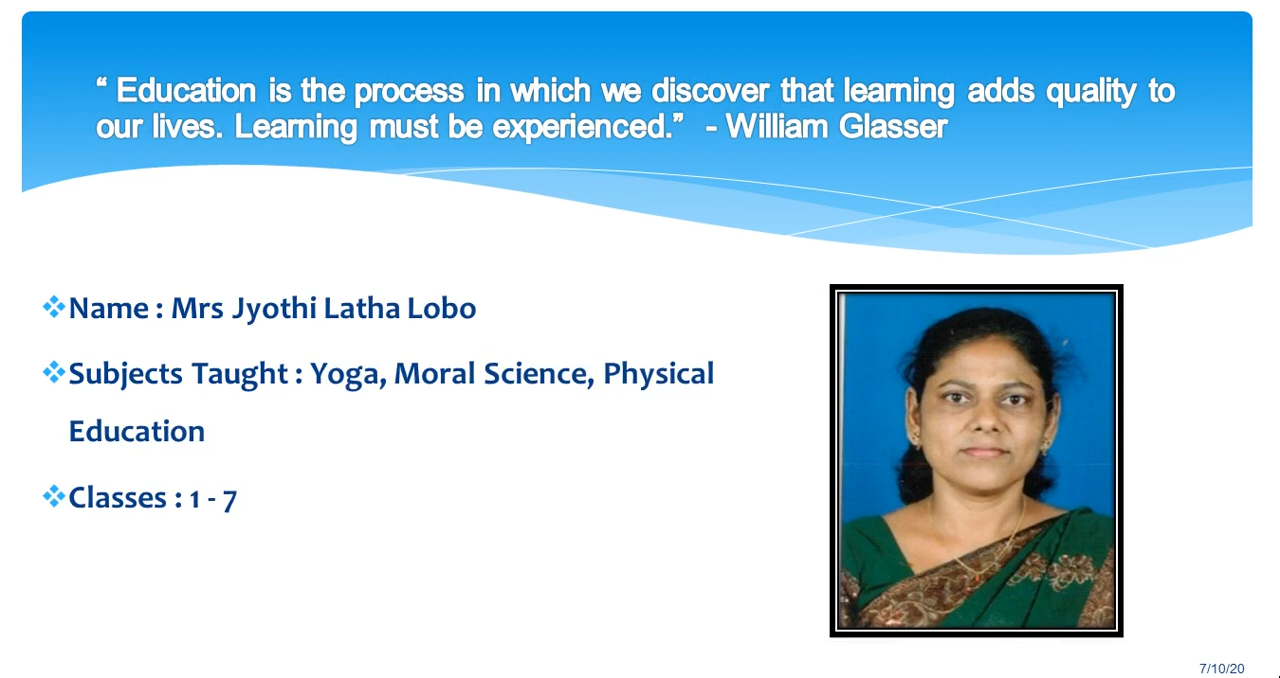 “ Education is the process in which we discover that learning adds quality to
our lives. Learning must be experienced.” - William Glasser
Name : Mrs Jyothi Latha Lobo
Subjects Taught : Yoga, Moral Science, Physical
Education
Classes : 1 - 7
7/10/20